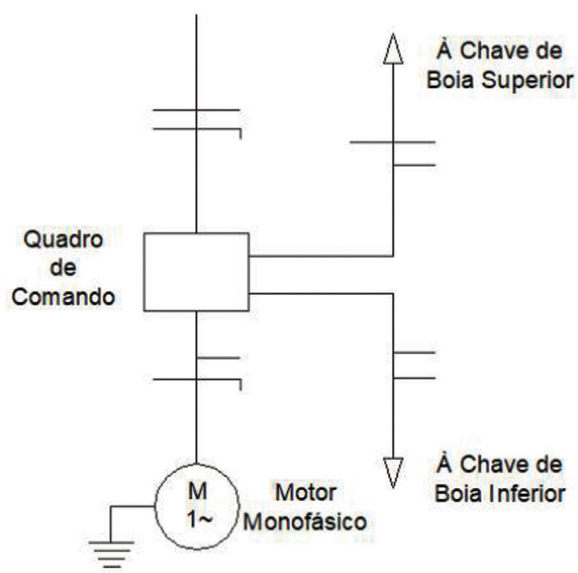 À Chave de
Boia Superior
Quadro
de
Comando
À Chave de
Boia Inferior
M
1~
Motor
Monofásico